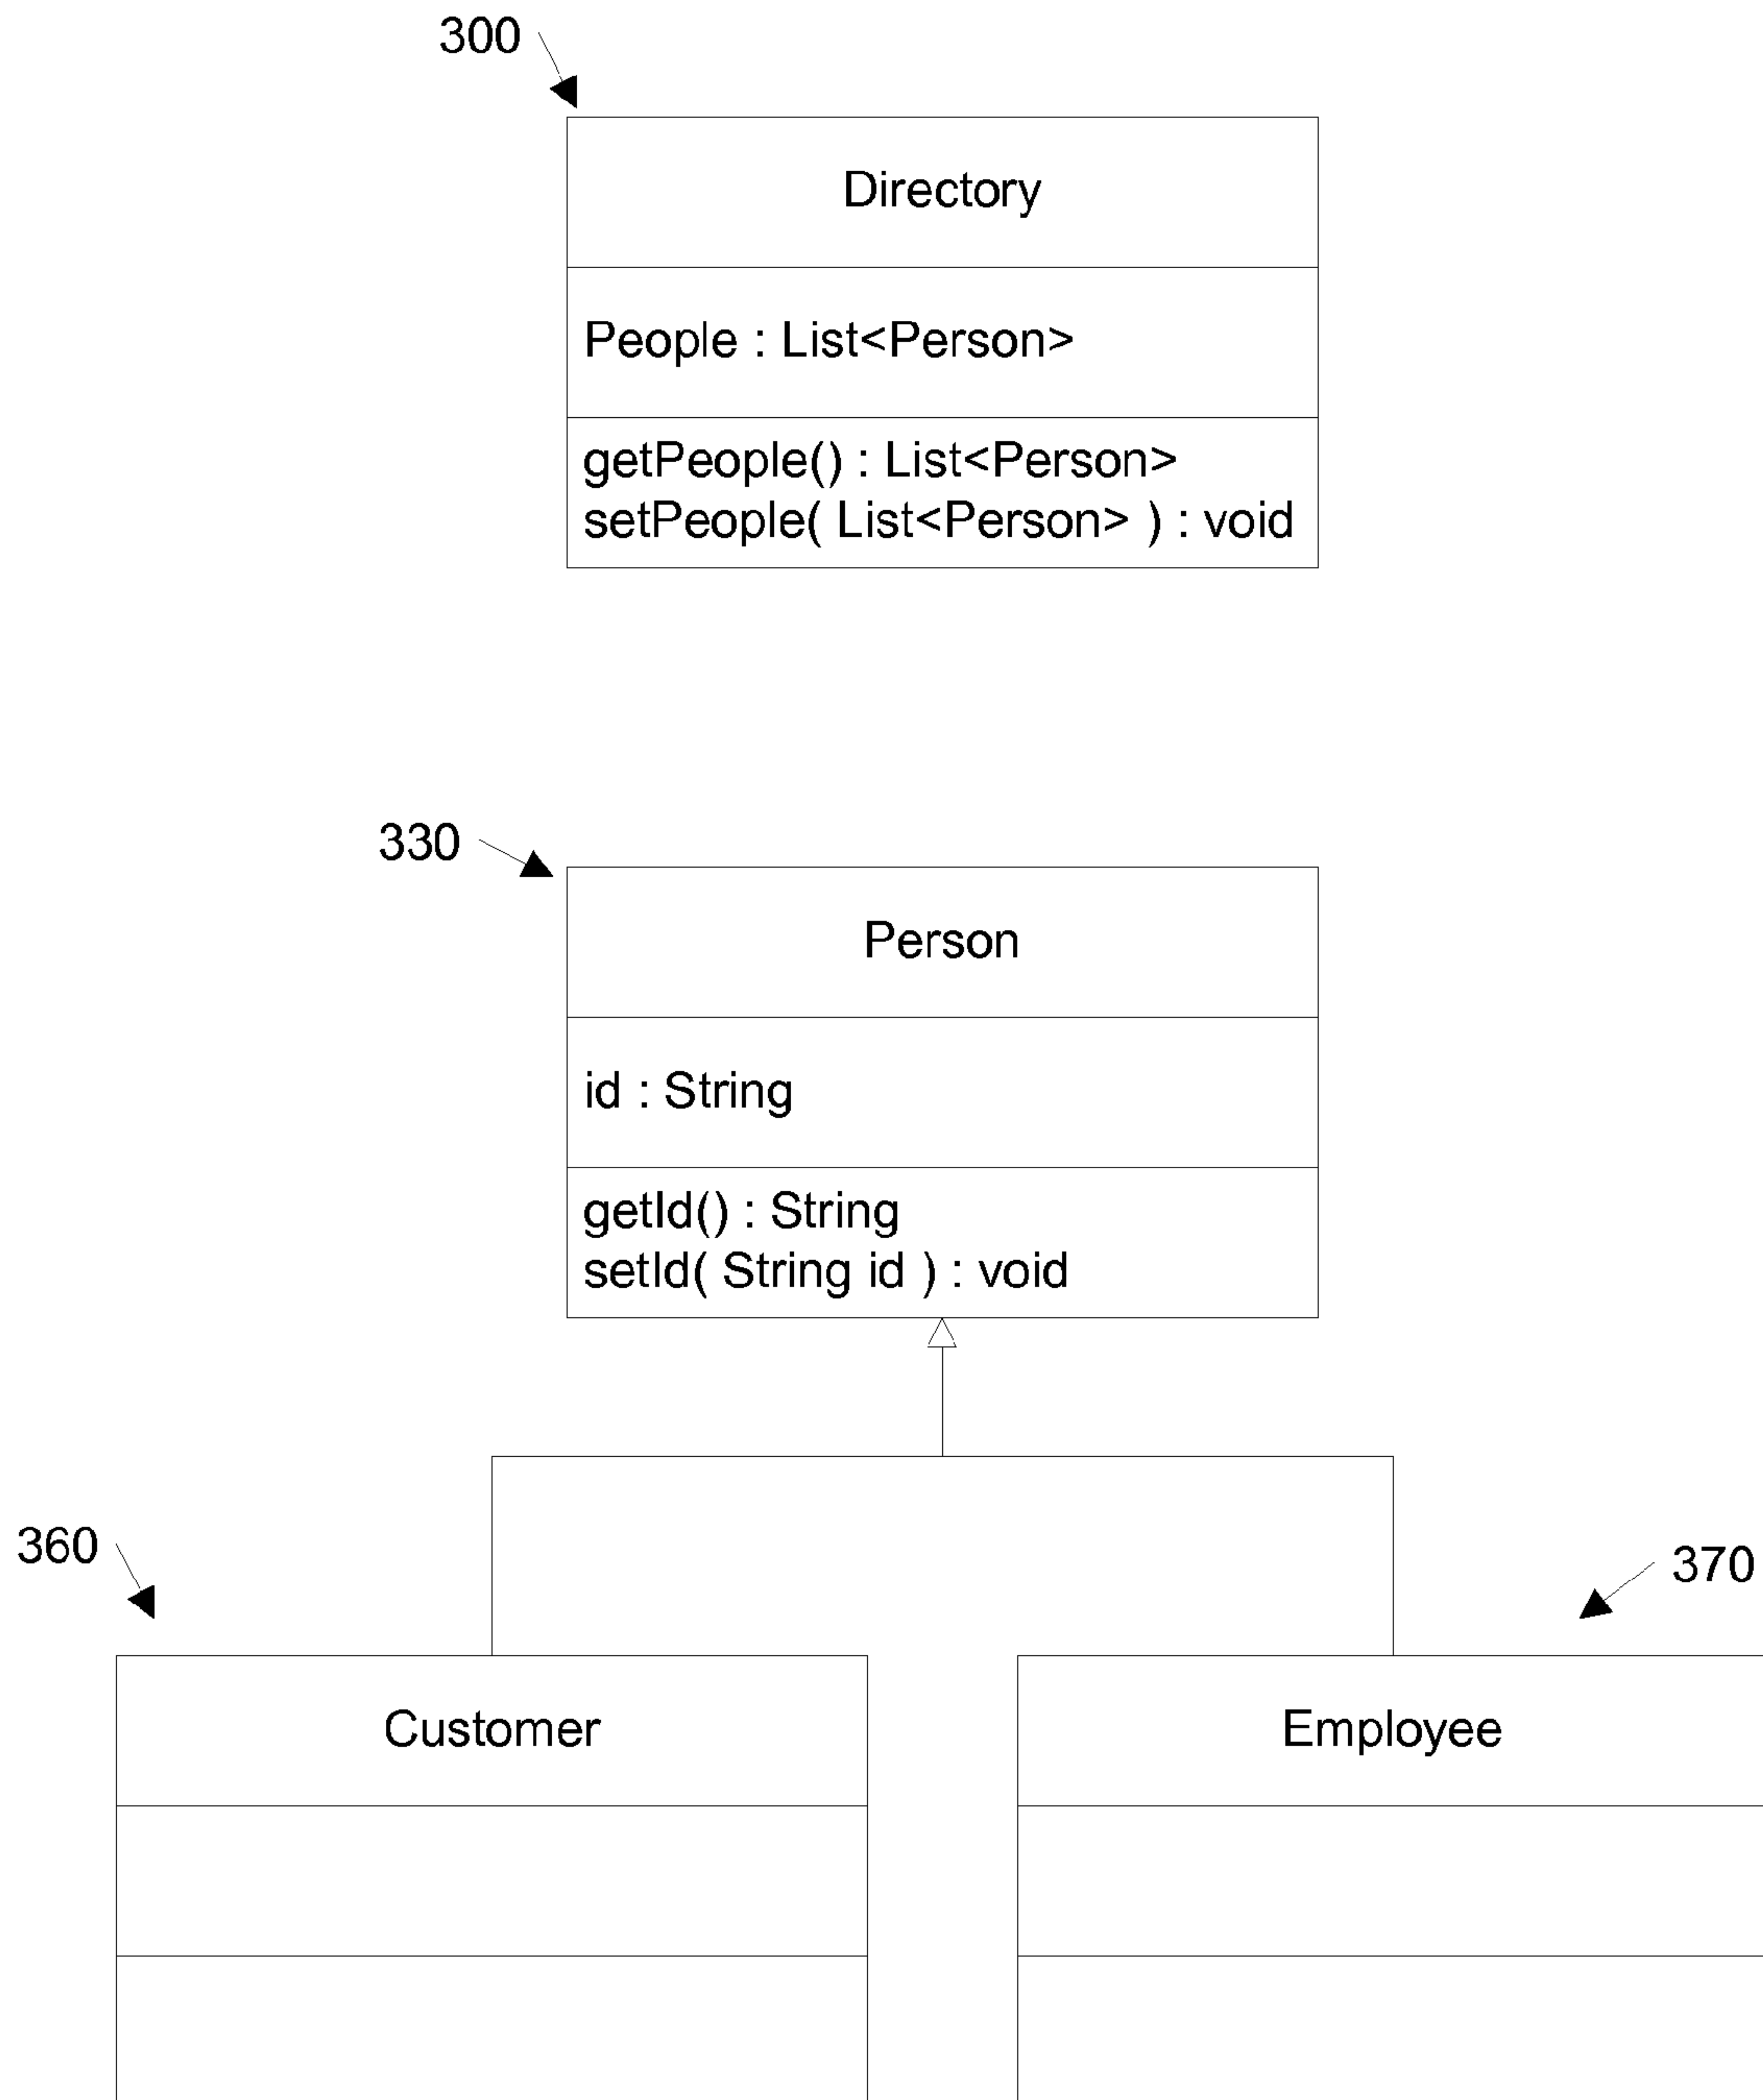 300
Directory
People : List<Person>
getPeople() : List<Person>
setPeople( List<Person> ) : void
330
Person
id : String
getId() : String
setId( String id ) : void
360
370
Customer
Employee